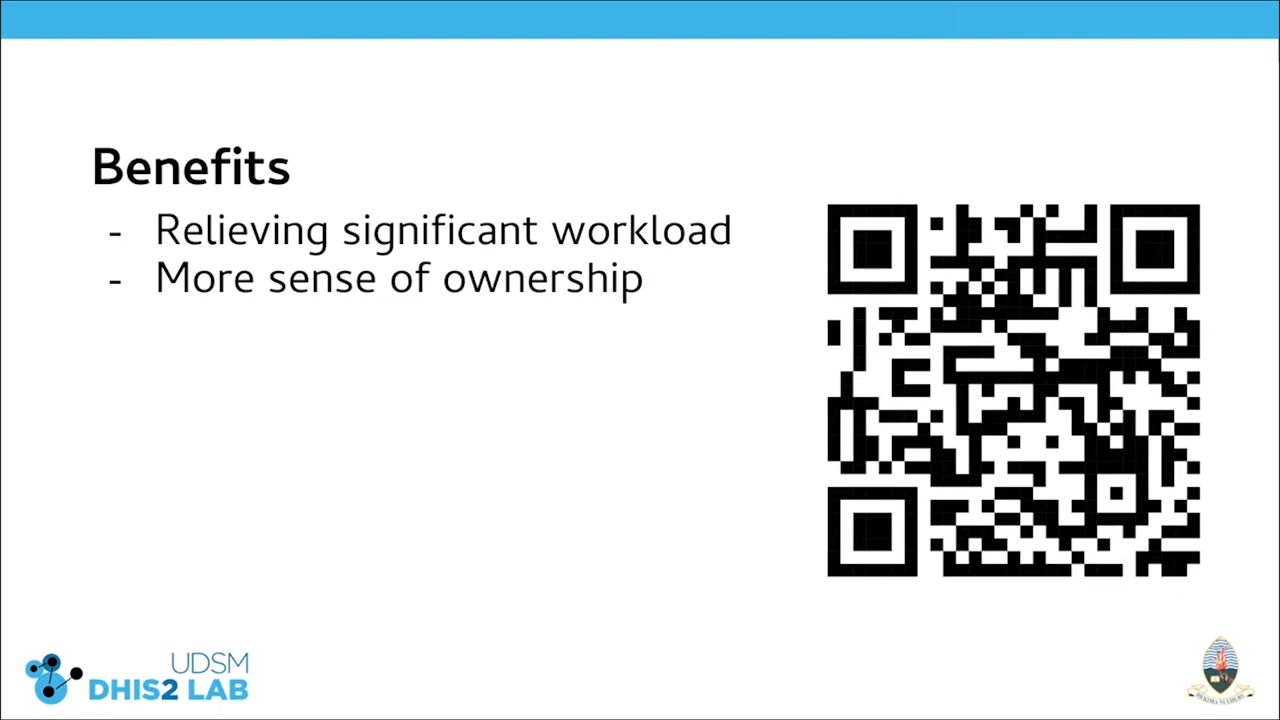 Benefits
- Relieving significant workload
- More sense of ownership
UDSM
DHIS2 LAB